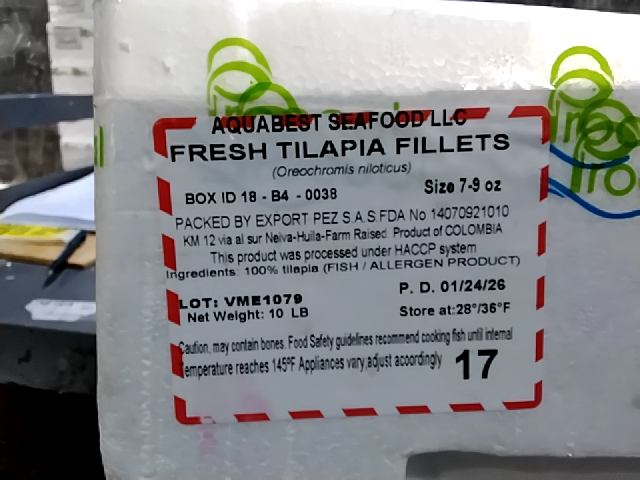 AQUABEST SEAFOOD LLC
FRESH TILAPIA FILLETS
(Oreochromis niloticus)
BOX ID 18 - B4 - 0038 Size 7-9 oz
PACKED BY EXPORT PEZ S.A.S.FDA No 14070921010
KM 12 via al sur Neiva-Huila-Farm Raised. Product of COLOMBIA
This product was processed under HACCP system
Ingredients: 100% tilapia (FISH / ALLERGEN PRODUCT)
LOT: VME1079 P. D. 01/24/26
Net Weight: 10 LB Store at:28°/36°F
Caution, may contain bones. Food Safety guidelines recommend cooking fish until internal
Temperature reaches 145ºF Appliances vary,adjust acoordingly 17